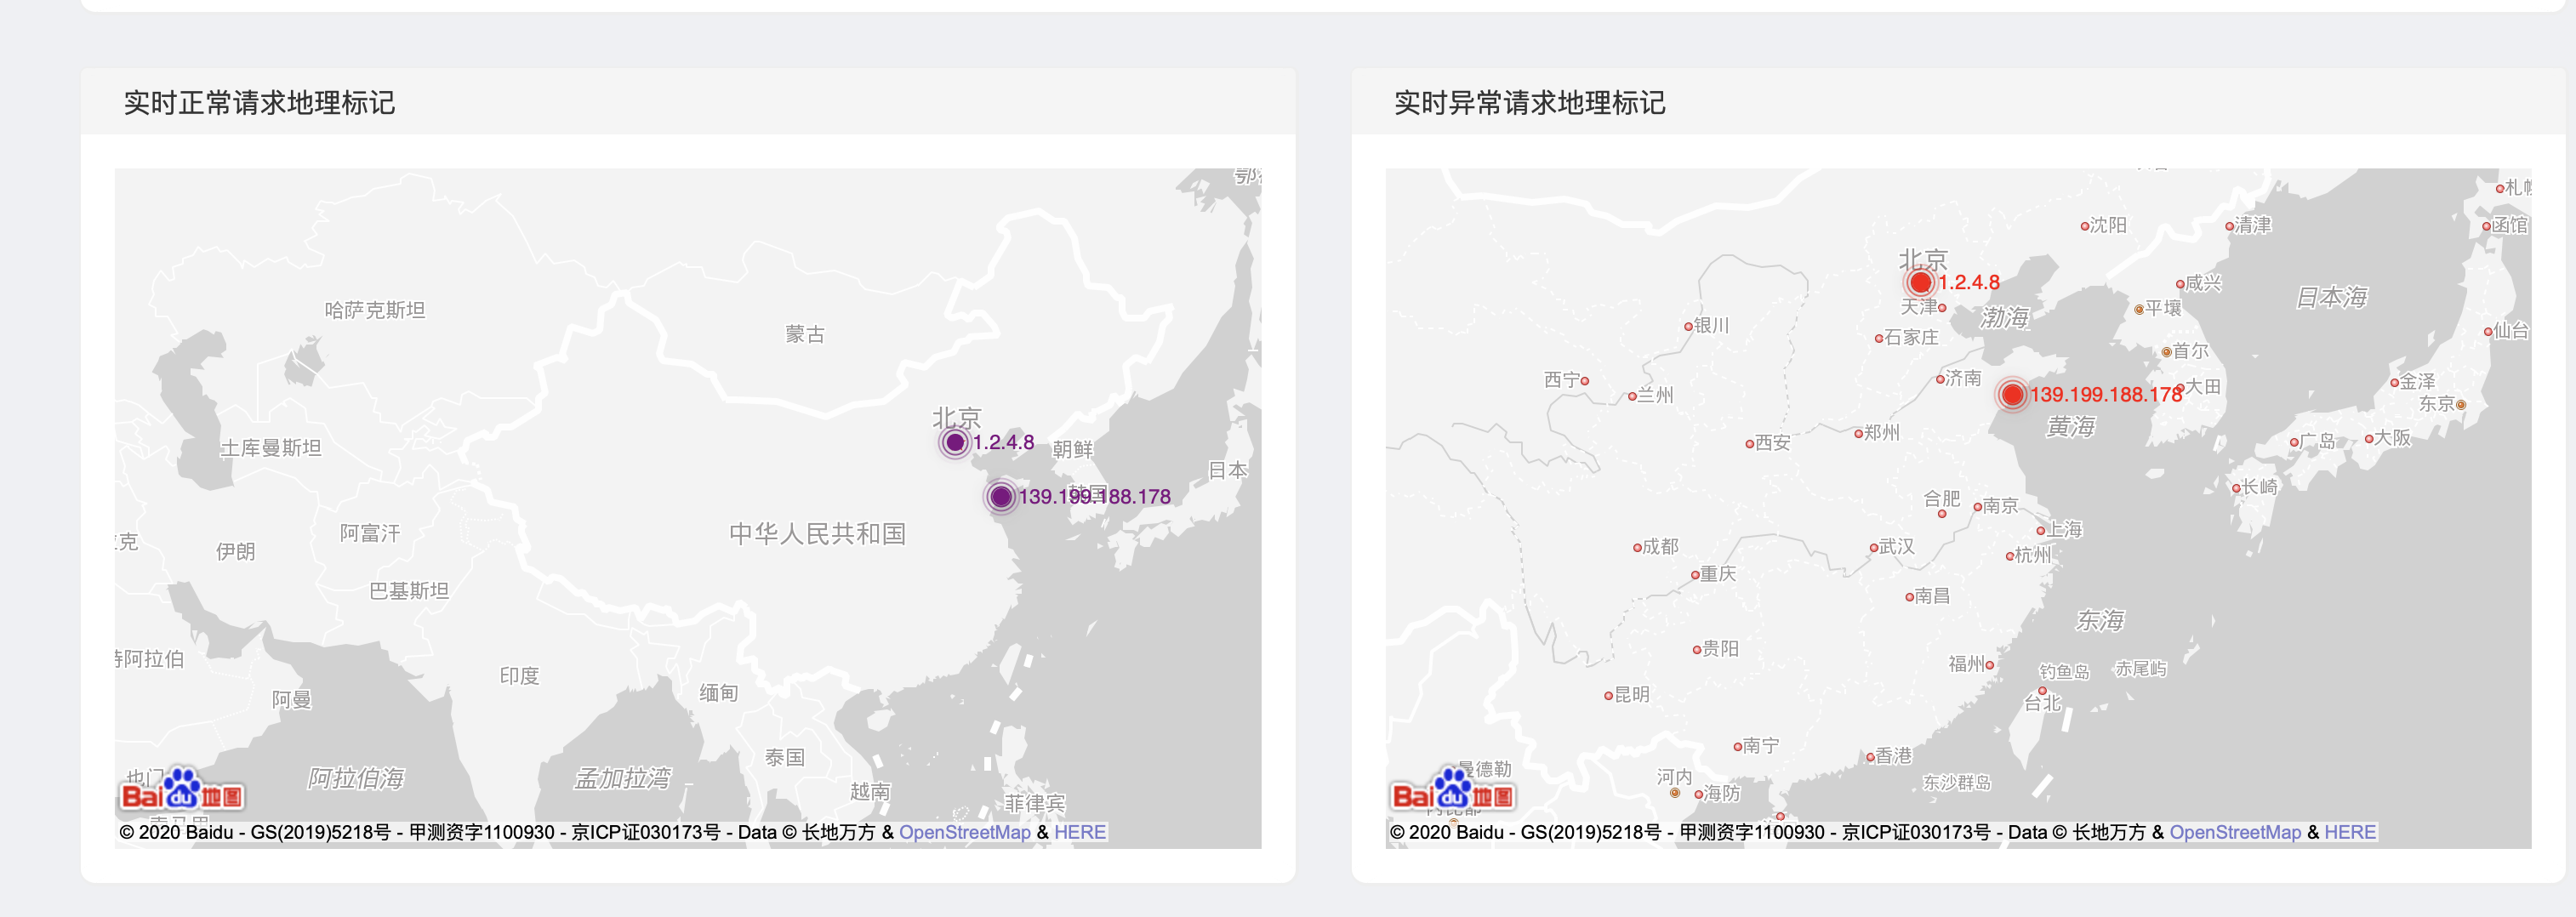 实时正常请求地理标记
哈萨克斯坦
蒙古
北京
1.2.4.8
土库曼斯坦
朝鲜
日本
139.199.188.178
中华人民共和国
阿富汗
伊朗
巴基斯坦
阿拉伯
印度
缅甸
阿曼
泰国
也门
阿拉伯海
孟加拉湾
越南
菲律宾
Bai du 地图
© 2020 Baidu - GS(2019)5218号 - 甲测资字1100930 - 京ICP证030173号 - Data © 长地万方 & OpenStreetMap & HERE
实时异常请求地理标记
沈阳
清津
函馆
北京
1.2.4.8
咸兴
日本海
天津
渤海
平壤
银川
石家庄
仙台
首尔
西宁
济南
大田
金泽
兰州
139.199.188.178
东京
黄海
西安
郑州
广岛
大阪
长崎
合肥
南京
上海
成都
武汉
杭州
重庆
南昌
东海
贵阳
福州
钓鱼岛
赤尾屿
昆明
台北
南宁
香港
曼德勒
河内
海防
东沙群岛
Bai du 地图
© 2020 Baidu - GS(2019)5218号 - 甲测资字1100930 - 京ICP证030173号 - Data © 长地万方 & OpenStreetMap & HERE